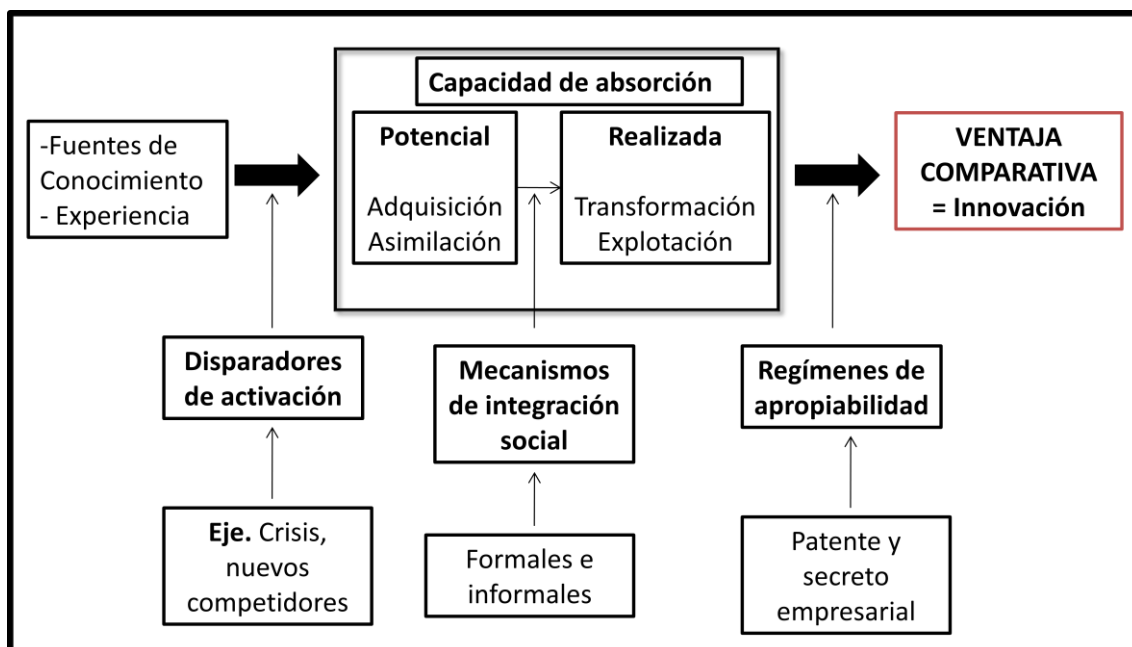 Capacidad de absorción
-Fuentes de
Conocimiento
- Experiencia
Potencial
Adquisición
Asimilación
Realizada
Transformación
Explotación
VENTAJA
COMPARATIVA
= Innovación
Disparadores
de activación
Mecanismos
de integración
social
Regímenes de
apropiabilidad
Eje. Crisis,
nuevos
competidores
Formales e
informales
Patente y
secreto
empresarial